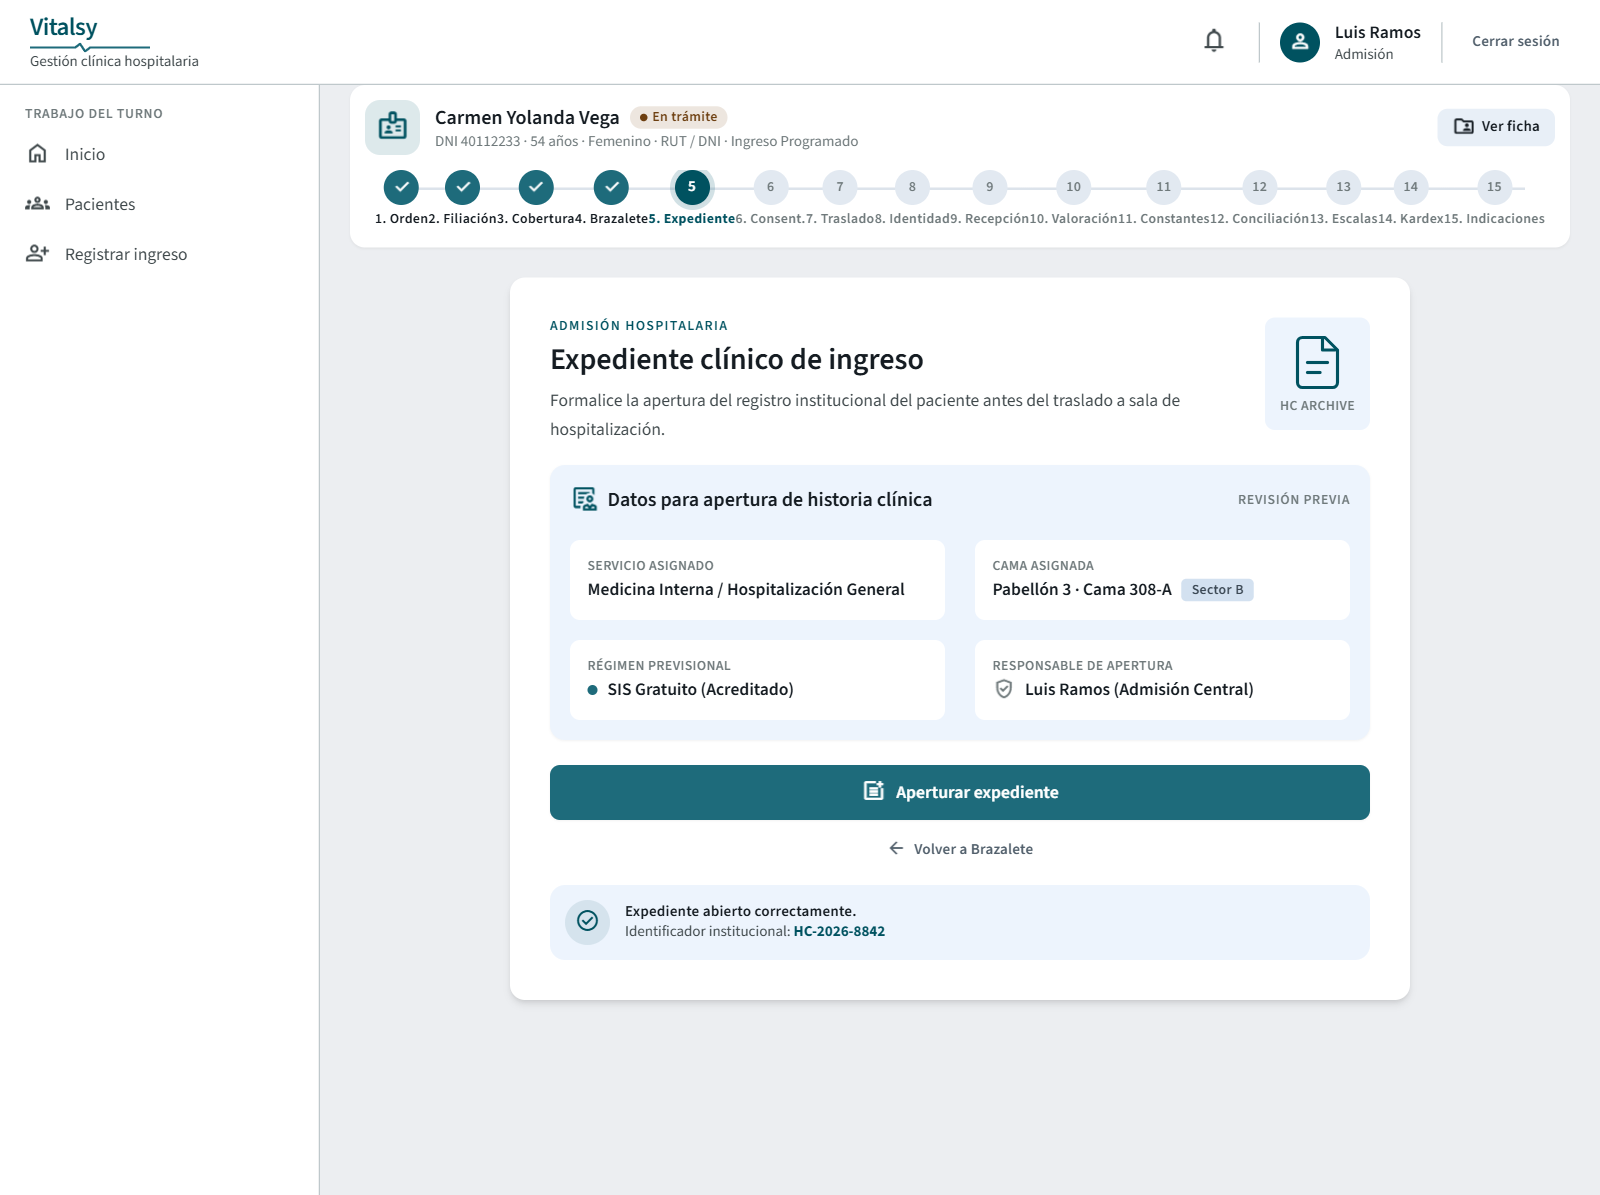 Vitalsy
Gestión clínica hospitalaria
Luis Ramos
Admisión
Cerrar sesión
TRABAJO DEL TURNO
Inicio
Pacientes
Registrar ingreso
Carmen Yolanda Vega
En trámite
DNI 40112233 · 54 años · Femenino · RUT / DNI · Ingreso Programado
Ver ficha
5 6 7 8 9 10 11 12 13 14 15
1. Orden2. Filiación3. Cobertura4. Brazalete5. Expediente6. Consent.7. Traslado8. Identidad9. Recepción10. Valoración11. Constantes12. Conciliación13. Escalas14. Kardex15. Indicaciones
ADMISIÓN HOSPITALARIA
Expediente clínico de ingreso
Formalice la apertura del registro institucional del paciente antes del traslado a sala de
hospitalización.
HC ARCHIVE
Datos para apertura de historia clínica
REVISIÓN PREVIA
SERVICIO ASIGNADO
Medicina Interna / Hospitalización General
CAMA ASIGNADA
Pabellón 3 · Cama 308-A
Sector B
RÉGIMEN PREVISIONAL
SIS Gratuito (Acreditado)
RESPONSABLE DE APERTURA
Luis Ramos (Admisión Central)
Aperturar expediente
Volver a Brazalete
Expediente abierto correctamente.
Identificador institucional: HC-2026-8842